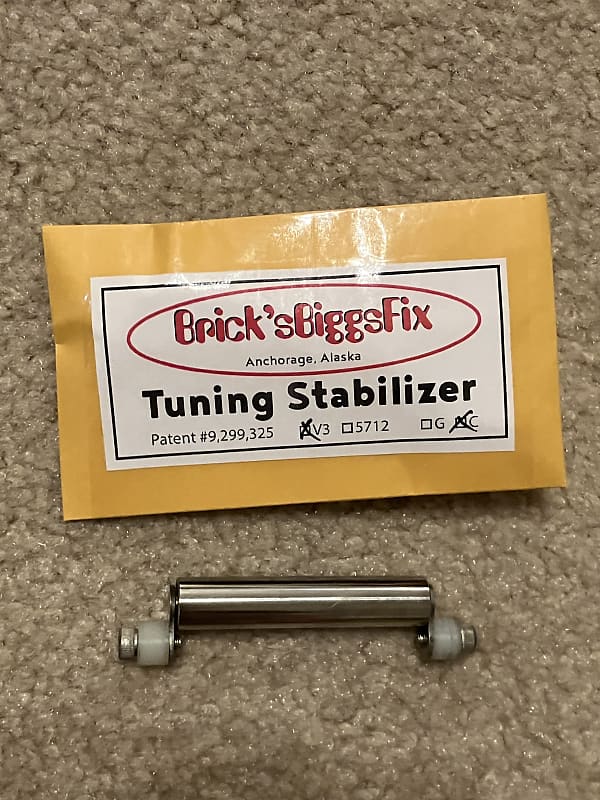 Brick'sBiggsFix
Anchorage, Alaska
Tuning Stabilizer
Patent #9,299,325 ☒V3 ☐5712 ☐G ☒C